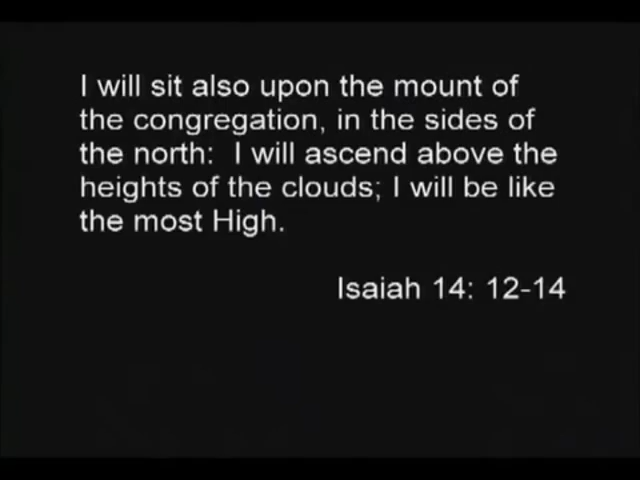 I will sit also upon the mount of
the congregation, in the sides of
the north:  I will ascend above the
heights of the clouds; I will be like
the most High.
Isaiah 14: 12-14